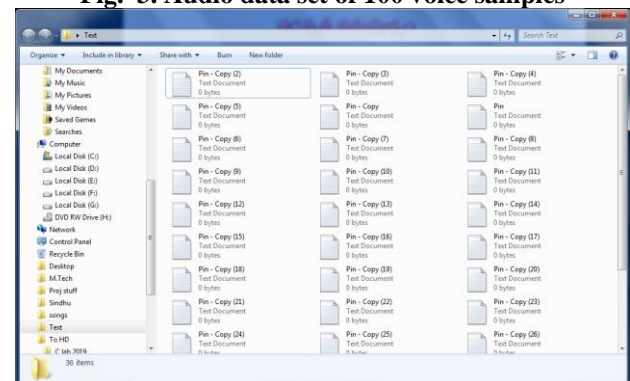 Fig- 5: Audio data set of 100 voice samples
Text
Search Text
Organize Include in library Share with Burn New folder
My Documents
My Music
My Pictures
My Videos
Saved Games
Searches
Computer
Local Disk (C:)
Local Disk (D:)
Local Disk (E:)
Local Disk (F:)
Local Disk (G:)
DVD RW Drive (H:)
Network
Control Panel
Recycle Bin
Desktop
M.Tech
Proj stuff
Sindhu
songs
Text
To HD
C lab 2019
Pin - Copy (2) Pin - Copy (3) Pin - Copy (4)
Text Document Text Document Text Document
0 bytes 0 bytes 0 bytes
Pin - Copy (5) Pin - Copy Pin
Text Document Text Document Text Document
0 bytes 0 bytes 0 bytes
Pin - Copy (6) Pin - Copy (7) Pin - Copy (8)
Text Document Text Document Text Document
0 bytes 0 bytes 0 bytes
Pin - Copy (9) Pin - Copy (10) Pin - Copy (11)
Text Document Text Document Text Document
0 bytes 0 bytes 0 bytes
Pin - Copy (12) Pin - Copy (13) Pin - Copy (14)
Text Document Text Document Text Document
0 bytes 0 bytes 0 bytes
Pin - Copy (15) Pin - Copy (16) Pin - Copy (17)
Text Document Text Document Text Document
0 bytes 0 bytes 0 bytes
Pin - Copy (18) Pin - Copy (19) Pin - Copy (20)
Text Document Text Document Text Document
0 bytes 0 bytes 0 bytes
Pin - Copy (21) Pin - Copy (22) Pin - Copy (23)
Text Document Text Document Text Document
0 bytes 0 bytes 0 bytes
Pin - Copy (24) Pin - Copy (25) Pin - Copy (26)
Text Document Text Document Text Document
0 bytes 0 bytes 0 bytes
36 items